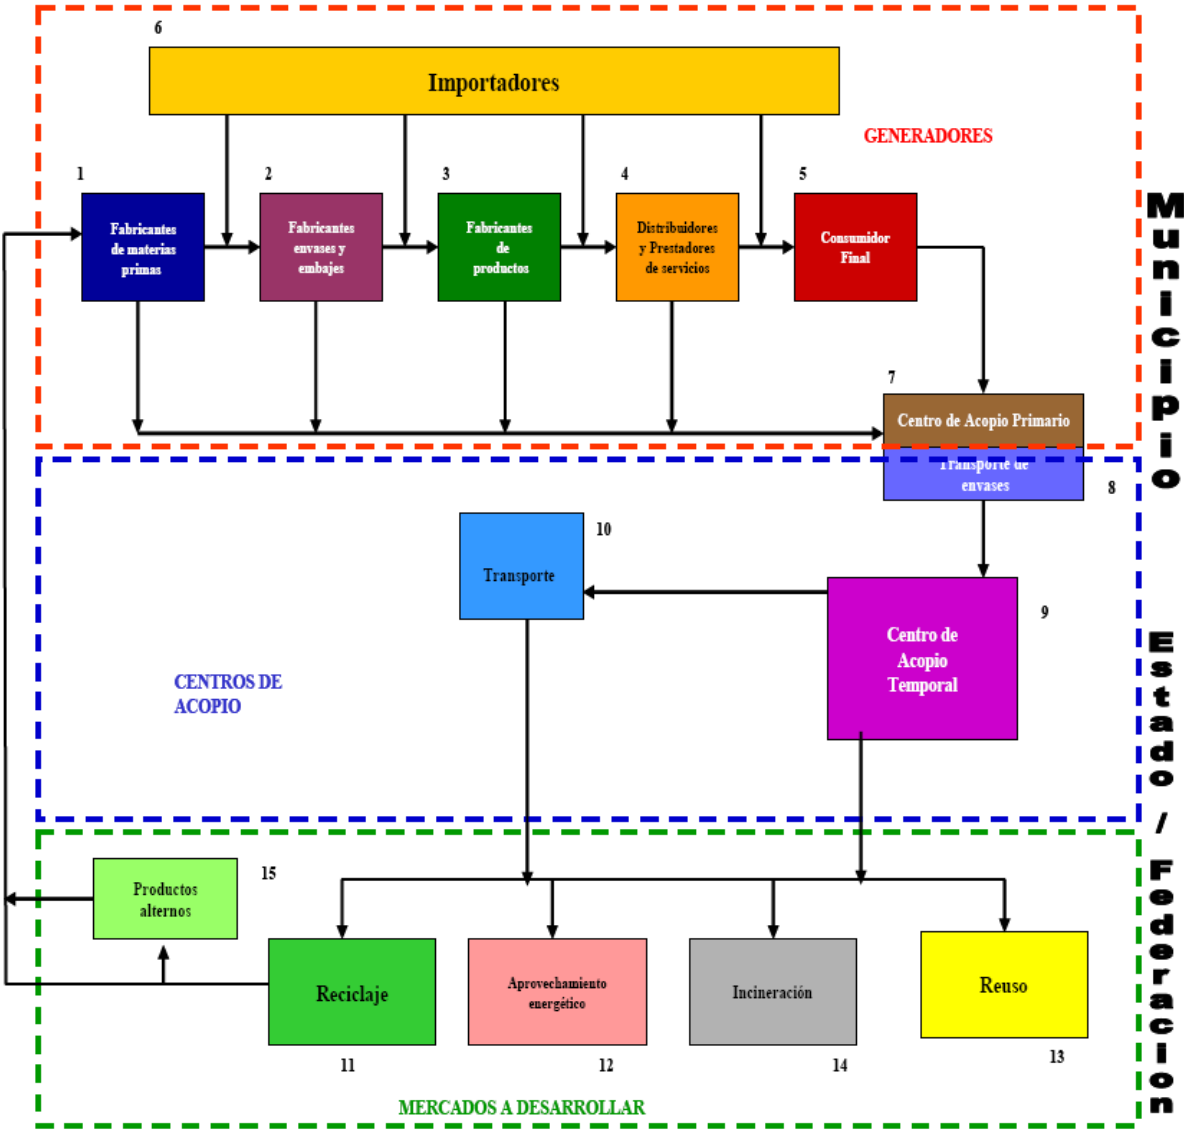 6
Importadores
GENERADORES
1
2
3
4
5
Fabricantes
de materias
primas
Fabricantes
envases y
embajes
Fabricantes
de
productos
Distribuidores
y Prestadores
de servicios
Consumidor
Final
Municipio
7
Centro de Acopio Primario
Transporte de
envases
8
10
Transporte
9
Centro de
Acopio
Temporal
CENTROS DE
ACOPIO
Estado / Federacion
15
Productos
alternos
Reciclaje
Aprovechamiento
energético
Incineración
Reuso
11
12
14
13
MERCADOS A DESARROLLAR